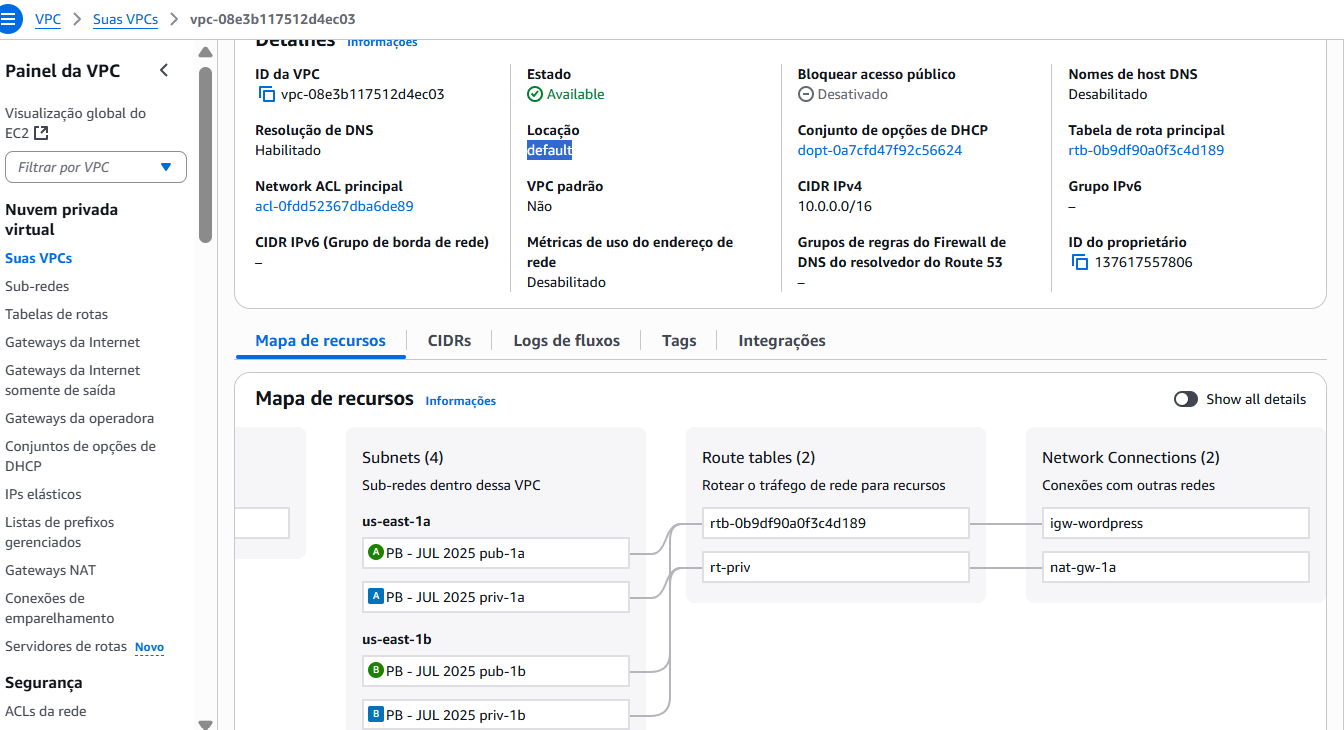 VPC > Suas VPCs > vpc-08e3b117512d4ec03
Painel da VPC
Visualização global do
EC2
Filtrar por VPC
Nuvem privada
virtual
Suas VPCs
Sub-redes
Tabelas de rotas
Gateways da Internet
Gateways da Internet
somente de saída
Gateways da operadora
Conjuntos de opções de
DHCP
IPs elásticos
Listas de prefixos
gerenciados
Gateways NAT
Conexões de
emparelhamento
Servidores de rotas Novo
Segurança
ACLs da rede
Detalhes Informações
ID da VPC
vpc-08e3b117512d4ec03
Estado
Available
Bloquear acesso público
Desativado
Nomes de host DNS
Desabilitado
Resolução de DNS
Habilitado
Locação
default
Conjunto de opções de DHCP
dopt-0a7cfd47f92c56624
Tabela de rota principal
rtb-0b9df90a0f3c4d189
Network ACL principal
acl-0fdd52367dba6de89
VPC padrão
Não
CIDR IPv4
10.0.0.0/16
Grupo IPv6
–
CIDR IPv6 (Grupo de borda de rede)
–
Métricas de uso do endereço de
rede
Desabilitado
Grupos de regras do Firewall de
DNS do resolvedor do Route 53
–
ID do proprietário
137617557806
Mapa de recursos
CIDRs
Logs de fluxos
Tags
Integrações
Mapa de recursos Informações
Show all details
Subnets (4)
Sub-redes dentro dessa VPC
us-east-1a
A PB - JUL 2025 pub-1a
A PB - JUL 2025 priv-1a
us-east-1b
B PB - JUL 2025 pub-1b
B PB - JUL 2025 priv-1b
Route tables (2)
Rotear o tráfego de rede para recursos
rtb-0b9df90a0f3c4d189
rt-priv
Network Connections (2)
Conexões com outras redes
igw-wordpress
nat-gw-1a